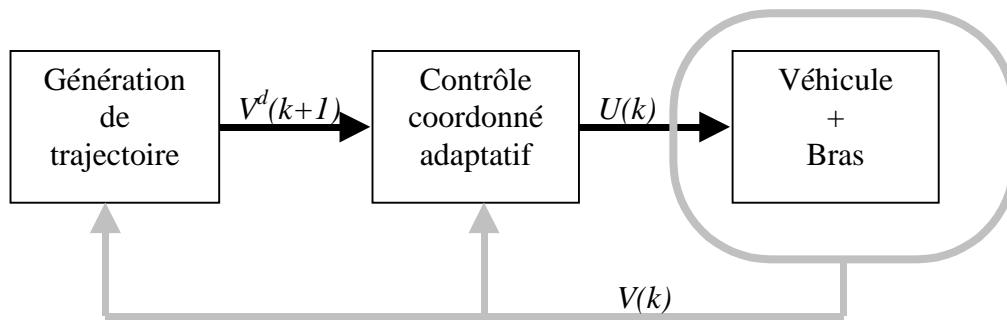 Génération
de
trajectoire
V^d(k+1)
Contrôle
coordonné
adaptatif
U(k)
Véhicule
+
Bras
V(k)